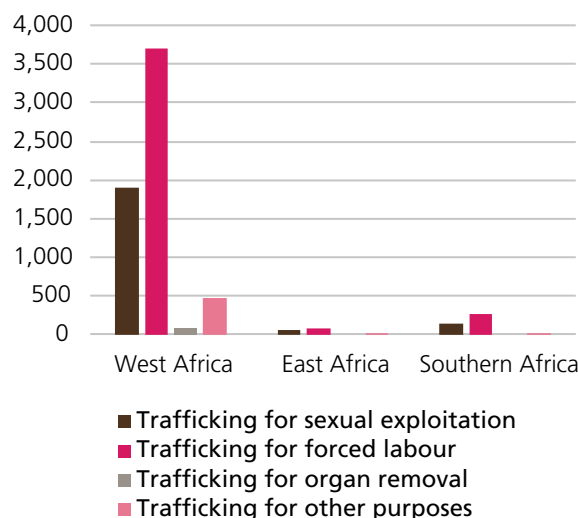 4,000
3,500
3,000
2,500
2,000
1,500
1,000
500
0
West Africa East Africa Southern Africa
Trafficking for sexual exploitation
Trafficking for forced labour
Trafficking for organ removal
Trafficking for other purposes